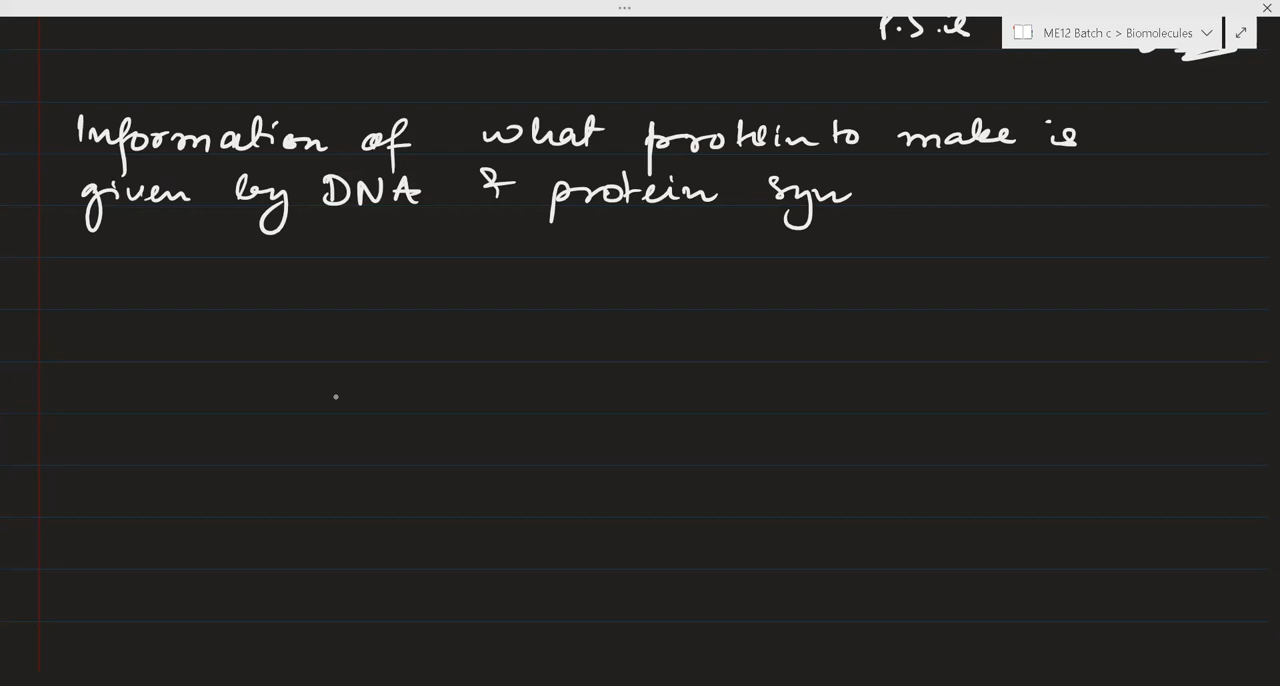 ME12 Batch c > Biomolecules
Information of what protein to make is
given by DNA & protein syn